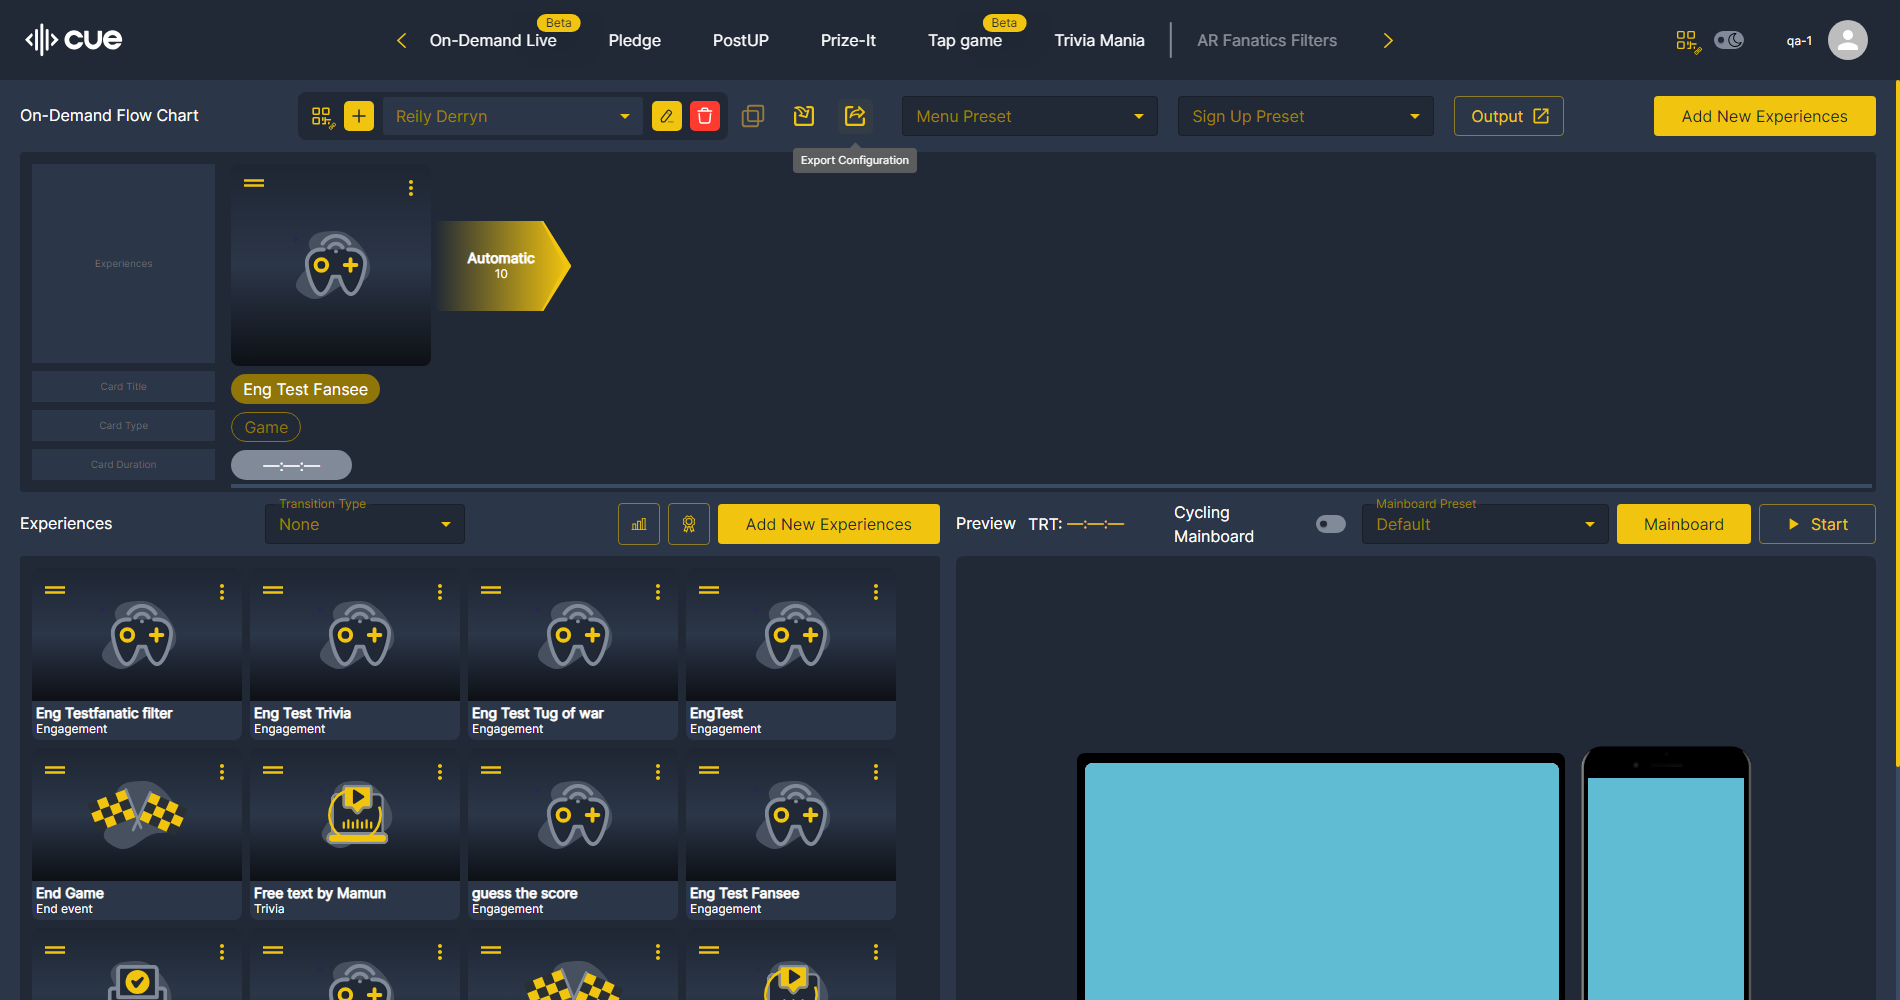 cue
On-Demand Live
Beta
Pledge
PostUP
Prize-It
Tap game
Beta
Trivia Mania
AR Fanatics Filters
qa-1
On-Demand Flow Chart
Reily Derryn
Menu Preset
Sign Up Preset
Output
Add New Experiences
Export Configuration
Experiences
Automatic
10
Card Title
Eng Test Fansee
Card Type
Game
Card Duration
—:—:—
Experiences
Transition Type
None
Add New Experiences
Preview
TRT: —:—:—
Cycling
Mainboard
Mainboard Preset
Default
Mainboard
Start
Eng Testfanatic filter
Engagement
Eng Test Trivia
Engagement
Eng Test Tug of war
Engagement
EngTest
Engagement
End Game
End event
Free text by Mamun
Trivia
guess the score
Engagement
Eng Test Fansee
Engagement